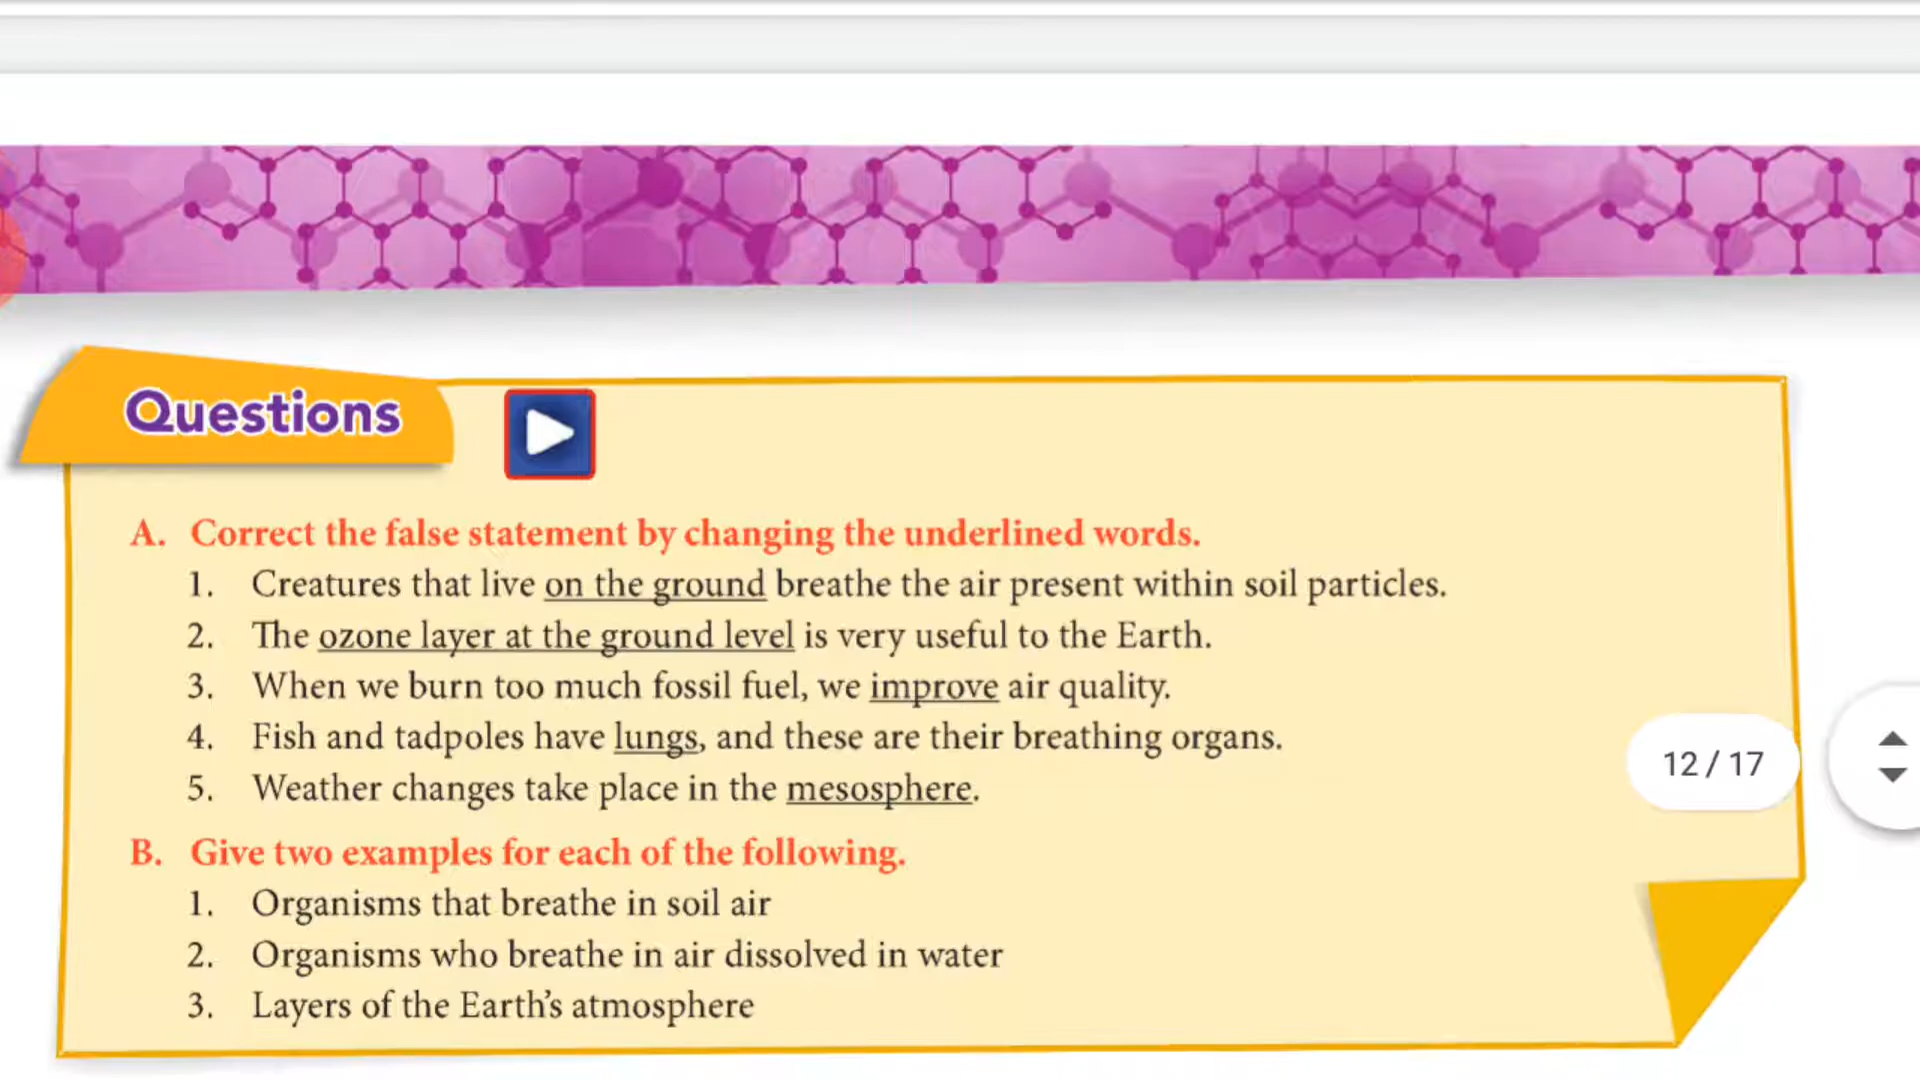 Questions
A. Correct the false statement by changing the underlined words.
1. Creatures that live on the ground breathe the air present within soil particles.
2. The ozone layer at the ground level is very useful to the Earth.
3. When we burn too much fossil fuel, we improve air quality.
4. Fish and tadpoles have lungs, and these are their breathing organs.
5. Weather changes take place in the mesosphere.
12 / 17
B. Give two examples for each of the following.
1. Organisms that breathe in soil air
2. Organisms who breathe in air dissolved in water
3. Layers of the Earth's atmosphere